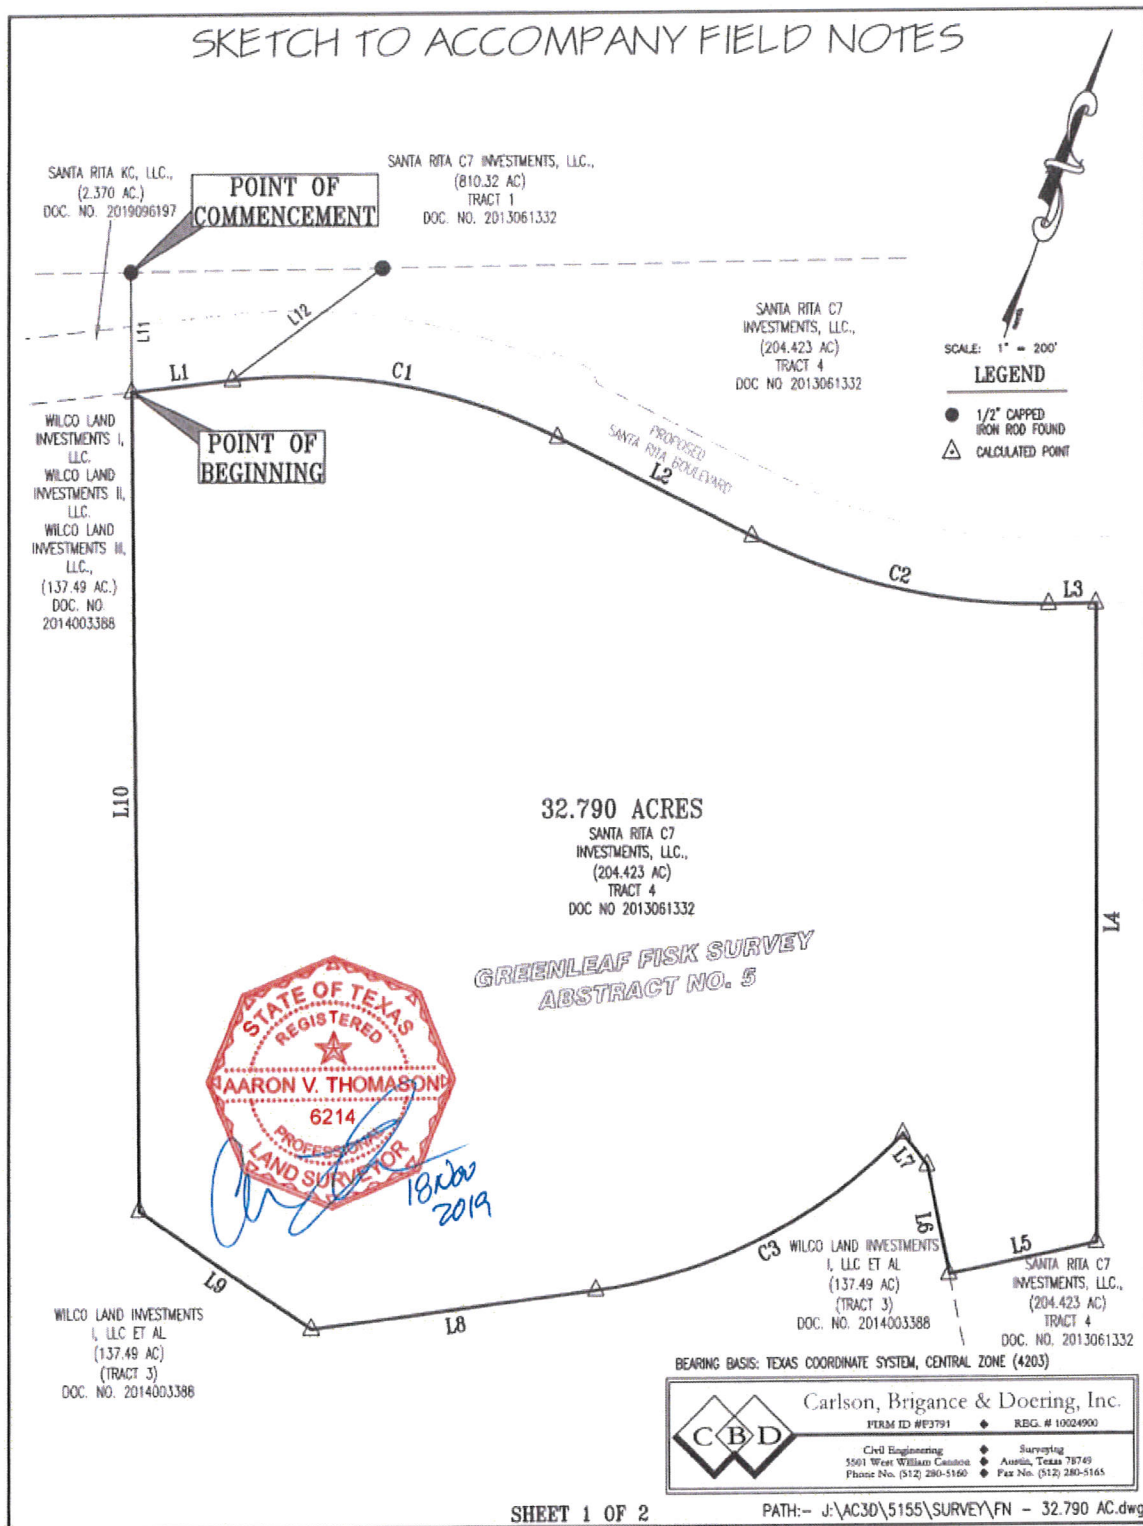 SKETCH TO ACCOMPANY FIELD NOTES
SANTA RITA KC, LLC.,
(2.370 AC.)
DOC. NO. 2019096197
POINT OF
COMMENCEMENT
SANTA RITA C7 INVESTMENTS, LLC.,
(810.32 AC)
TRACT 1
DOC. NO. 2013061332
L11
L12
L1
C1
SANTA RITA C7
INVESTMENTS, LLC.,
(204.423 AC)
TRACT 4
DOC NO 2013061332
SCALE: 1" = 200'
LEGEND
1/2" CAPPED
IRON ROD FOUND
CALCULATED POINT
WILCO LAND
INVESTMENTS I,
LLC.
WILCO LAND
INVESTMENTS II,
LLC.
WILCO LAND
INVESTMENTS III,
LLC.,
(137.49 AC.)
DOC. NO.
2014003388
POINT OF
BEGINNING
PROPOSED
SANTA RITA BOULEVARD
L2
C2
L3
L10
L4
32.790 ACRES
SANTA RITA C7
INVESTMENTS, LLC.,
(204.423 AC)
TRACT 4
DOC NO 2013061332
GREENLEAF FISK SURVEY
ABSTRACT NO. 5
STATE OF TEXAS
REGISTERED
AARON V. THOMASON
6214
PROFESSIONAL
LAND SURVEYOR
18 Nov
2019
L7
L6
L5
C3
WILCO LAND INVESTMENTS
I, LLC ET AL
(137.49 AC)
(TRACT 3)
DOC. NO. 2014003388
SANTA RITA C7
INVESTMENTS, LLC.,
(204.423 AC)
TRACT 4
DOC. NO. 2013061332
L9
L8
WILCO LAND INVESTMENTS
I, LLC ET AL
(137.49 AC)
(TRACT 3)
DOC. NO. 2014003388
BEARING BASIS: TEXAS COORDINATE SYSTEM, CENTRAL ZONE (4203)
CBD
Carlson, Brigance & Doering, Inc.
FIRM ID #F3791 ◆ REG. # 10024900
Civil Engineering ◆ Surveying
5501 West William Cannon ◆ Austin, Texas 78749
Phone No. (512) 280-5160 ◆ Fax No. (512) 280-5165
SHEET 1 OF 2
PATH:- J:\AC3D\5155\SURVEY\FN - 32.790 AC.dwg